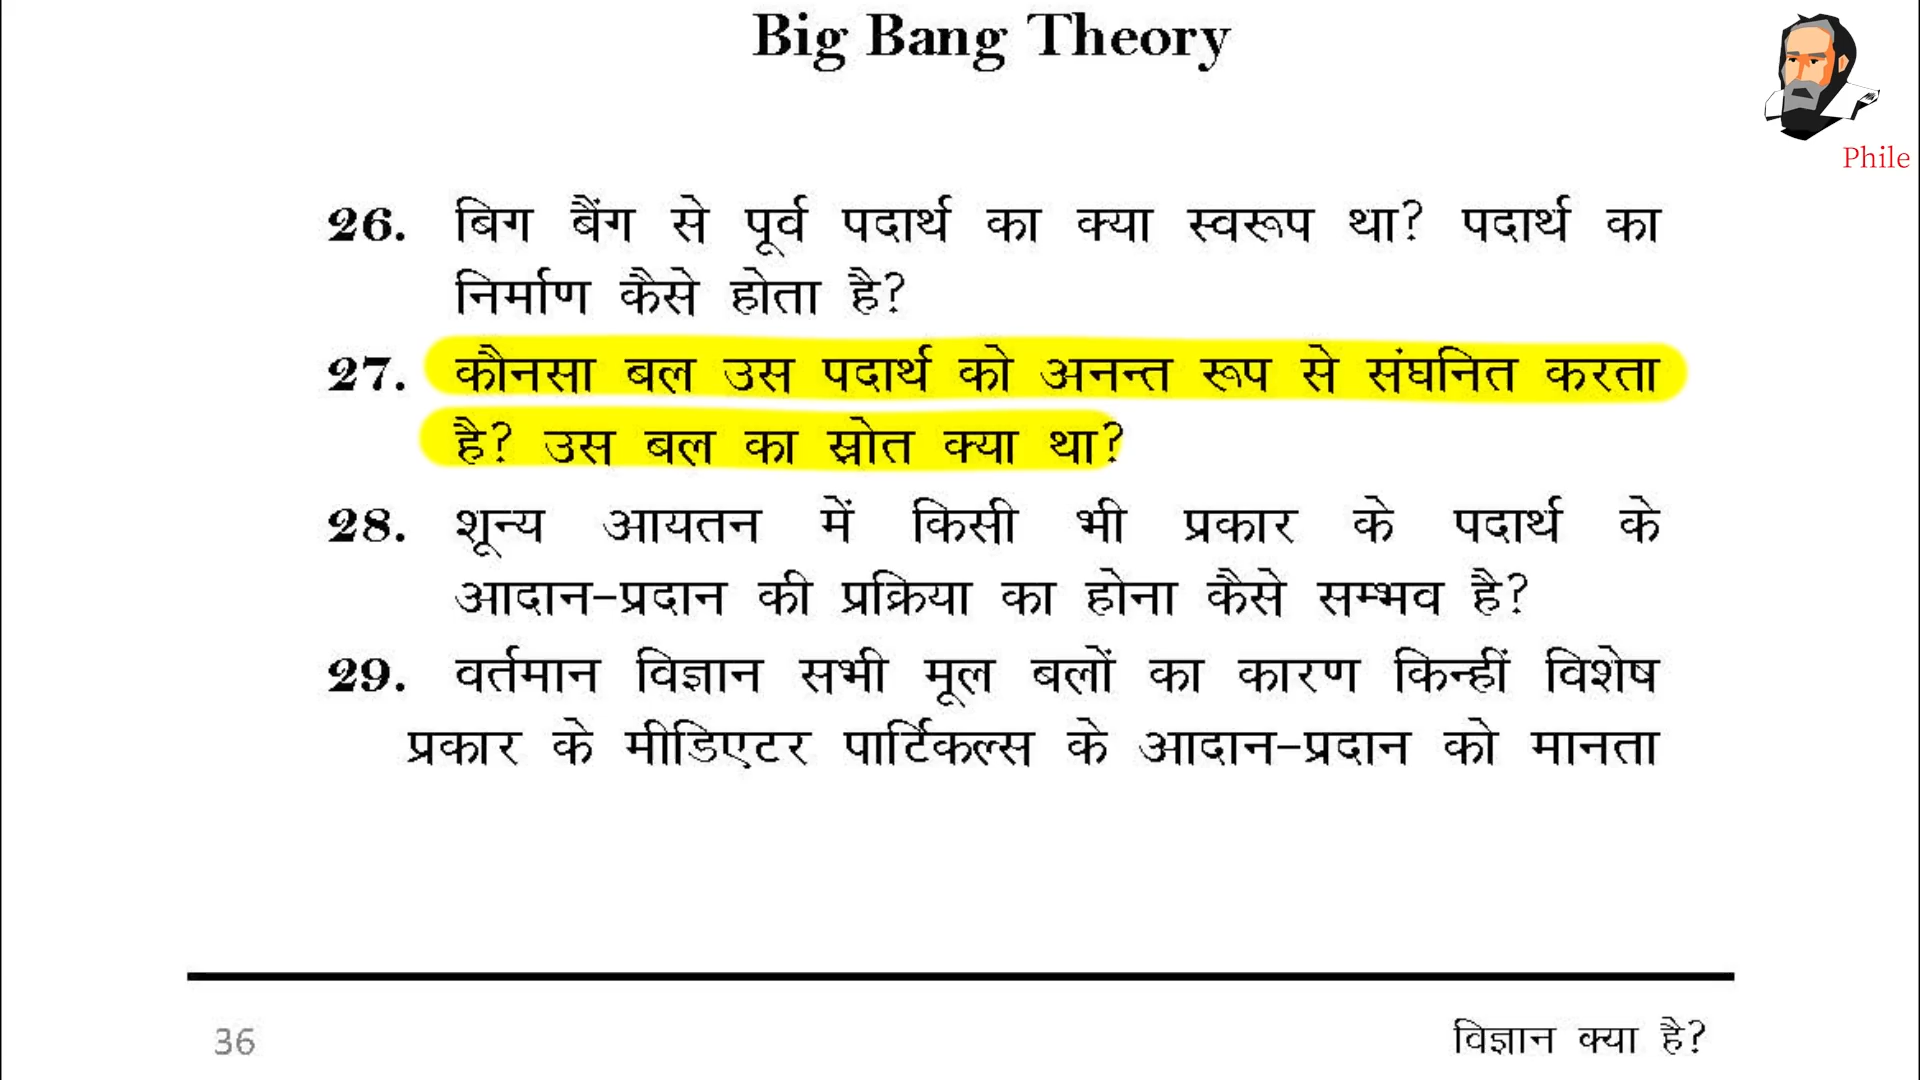 Big Bang Theory
Phile
26. बिग बैंग से पूर्व पदार्थ का क्या स्वरूप था? पदार्थ का
निर्माण कैसे होता है?
27. कौनसा बल उस पदार्थ को अनन्त रूप से संघनित करता
है? उस बल का स्रोत क्या था?
28. शून्य आयतन में किसी भी प्रकार के पदार्थ के
आदान-प्रदान की प्रक्रिया का होना कैसे सम्भव है?
29. वर्तमान विज्ञान सभी मूल बलों का कारण किन्हीं विशेष
प्रकार के मीडिएटर पार्टिकल्स के आदान-प्रदान को मानता
36 विज्ञान क्या है?